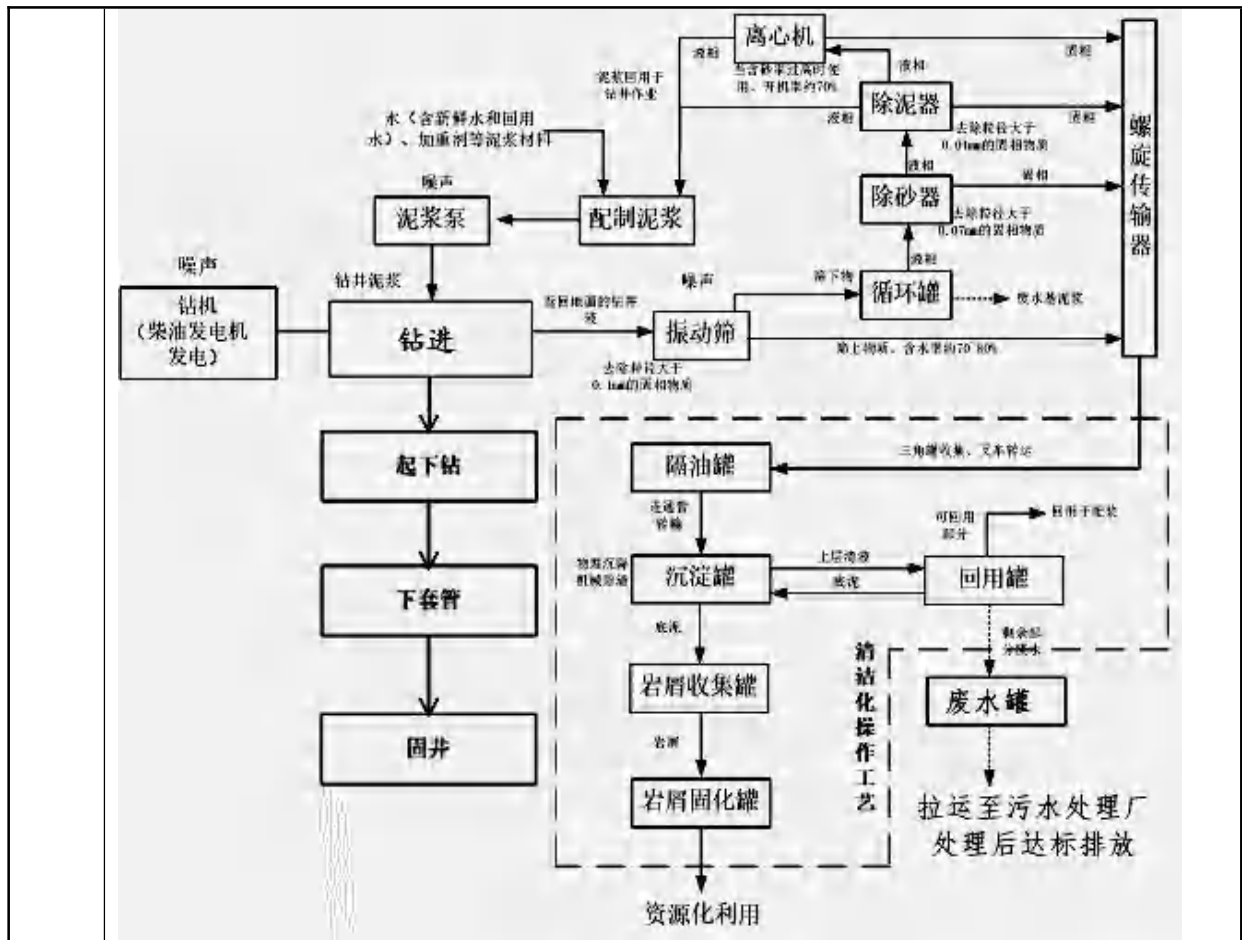 离心机
液相
固相
泥浆回用于
钻井作业
当含砂率过高时使
用、开机率约70%
液相
除泥器
液相
固相
水（含新鲜水和回用
水）、加重剂等泥浆材料
去除粒径大于
0.04mm的固相物质
螺旋传输器
液相
噪声
除砂器
固相
泥浆泵
配制泥浆
去除粒径大于
0.07mm的固相物质
液相
噪声
钻井泥浆
噪声
筛下物
循环罐
废水基泥浆
钻机
（柴油发电机
发电）
钻进
返回地面的钻井
液
振动筛
筛上物质、含水率约70~80%
去除粒径大于
0.1mm的固相物质
起下钻
隔油罐
三角罐收集、叉车转运
连通管
转输
可回用
部分
回用于配浆
物理沉降
沉淀罐
上层清液
底泥
回用罐
下套管
底泥
剩余部
分废水
清洁化操作工艺
岩屑收集罐
废水罐
固井
岩屑
岩屑固化罐
拉运至污水处理厂
处理后达标排放
资源化利用